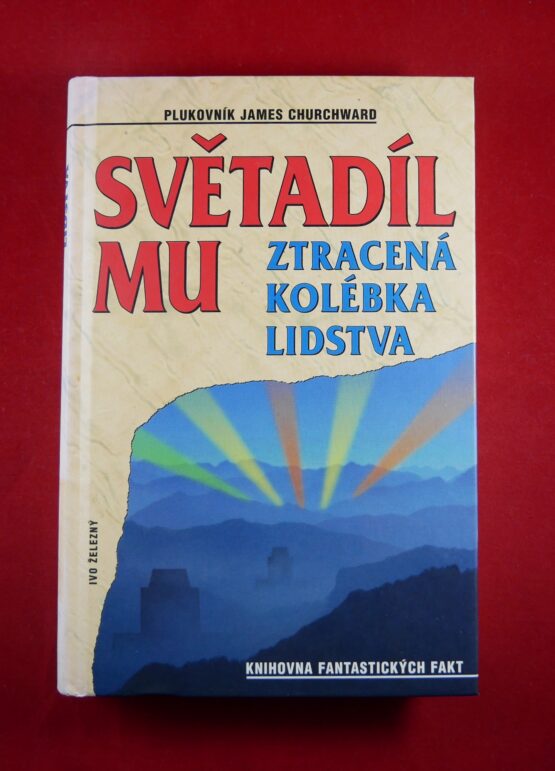 PLUKOVNÍK JAMES CHURCHWARD
SVĚTADÍL
MU
ZTRACENÁ
KOLÉBKA
LIDSTVA
IVO ŽELEZNÝ
KNIHOVNA FANTASTICKÝCH FAKT